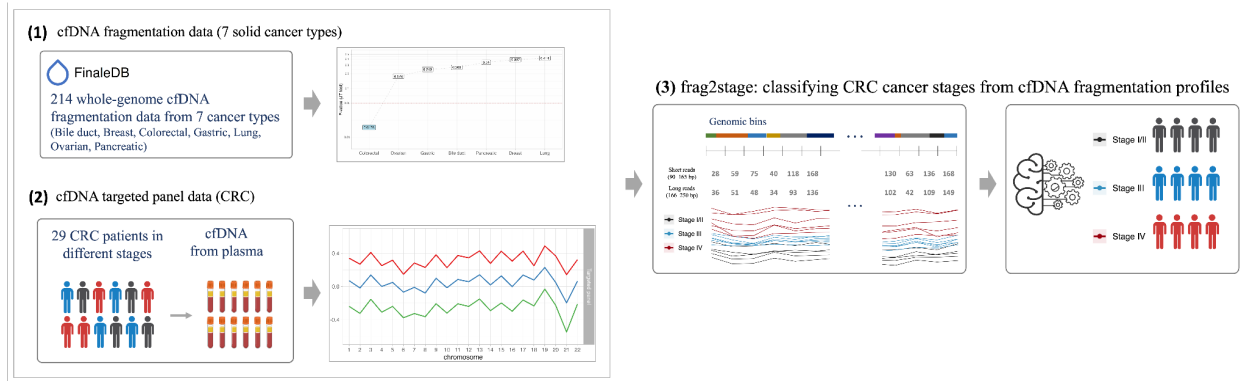 (1) cfDNA fragmentation data (7 solid cancer types)
FinaleDB
214 whole-genome cfDNA
fragmentation data from 7 cancer types
(Bile duct, Breast, Colorectal, Gastric, Lung,
Ovarian, Pancreatic)
Colorectal Ovarian Gastric Bile duct Pancreatic Breast Lung
(2) cfDNA targeted panel data (CRC)
29 CRC patients in
different stages
cfDNA
from plasma
0.4
0.0
-0.4
Targeted panel
1 2 3 4 5 6 7 8 9 10 11 12 13 14 15 16 17 18 19 20 21 22
chromosome
(3) frag2stage: classifying CRC cancer stages from cfDNA fragmentation profiles
Genomic bins
Short reads
(90-165 bp)
28 59 75 40 118 168 130 63 136 168
Long reads
(166-250 bp)
36 51 48 34 93 136 102 42 109 149
Stage I/II
Stage III
Stage IV
Stage I/II
Stage III
Stage IV